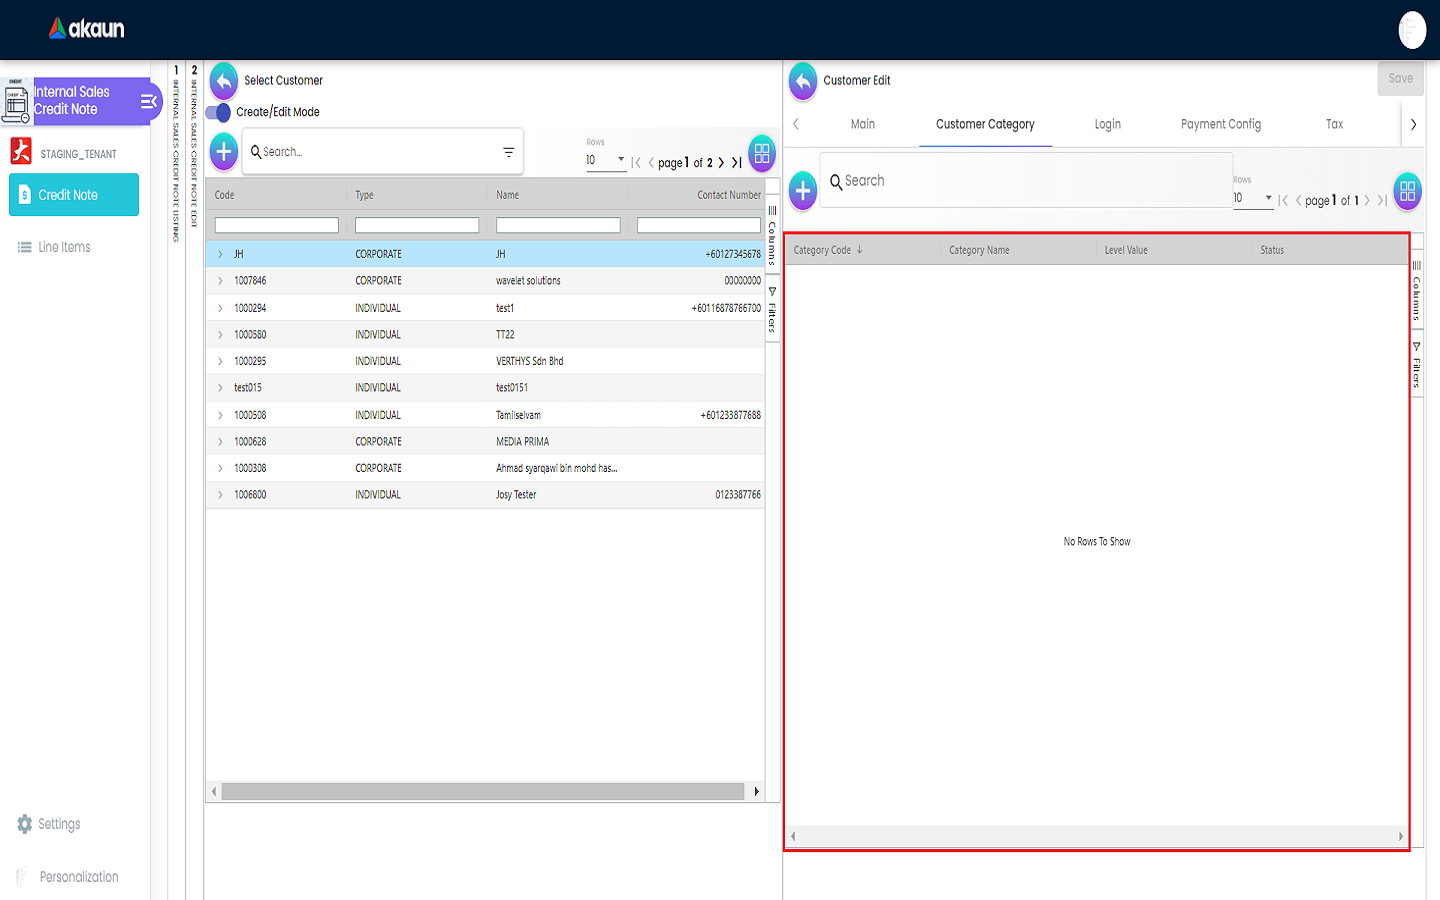 akaun
CREDIT
Internal Sales
Credit Note
STAGING_TENANT
Credit Note
Line Items
Settings
Personalization
1 INTERNAL SALES CREDIT NOTE LISTING
2 INTERNAL SALES CREDIT NOTE EDIT
Select Customer
Create/Edit Mode
Search...
Rows
10
page 1 of 2
Code Type Name Contact Number
JH CORPORATE JH +60127345678
1007846 CORPORATE wavelet solutions 00000000
1000294 INDIVIDUAL test1 +60116878766700
1000580 INDIVIDUAL TT22
1000295 INDIVIDUAL VERTHYS Sdn Bhd
test015 INDIVIDUAL test0151
1000508 INDIVIDUAL Tamilselvam +601233877688
1000628 CORPORATE MEDIA PRIMA
1000308 CORPORATE Ahmad syarqawi bin mohd has...
1006800 INDIVIDUAL Josy Tester 0123387766
Columns
Filters
Customer Edit
Save
Main Customer Category Login Payment Config Tax
Search
Rows
10
page 1 of 1
Category Code Category Name Level Value Status
No Rows To Show
Columns
Filters